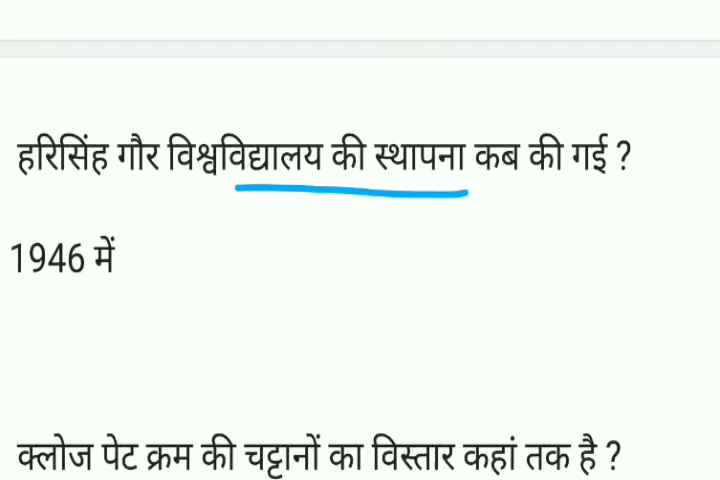 हरिसिंह गौर विश्वविद्यालय की स्थापना कब की गई ?
1946 में
क्लोज पेट क्रम की चट्टानों का विस्तार कहां तक है ?